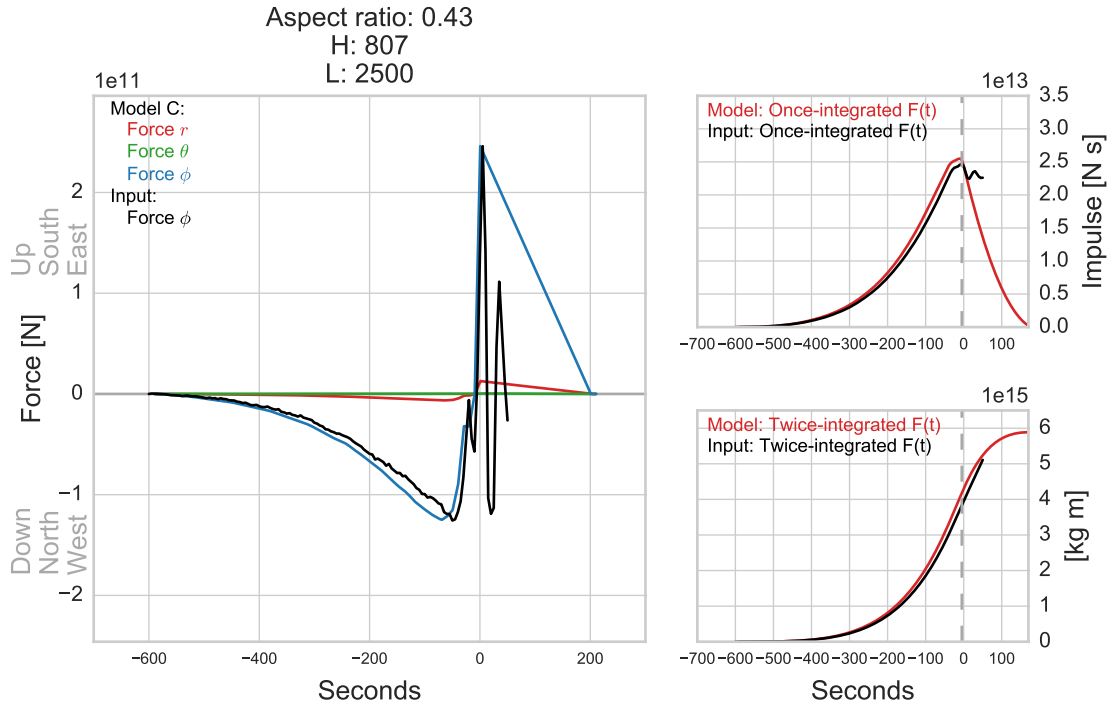 Aspect ratio: 0.43
H: 807
L: 2500
1e11
Model C:
Force r
Force θ
Force ϕ
Input:
Force ϕ
2
1
0
−1
−2
Up
South
East
Force [N]
Down
North
West
−600
−400
−200
0
200
Seconds
1e13
Model: Once-integrated F(t)
Input: Once-integrated F(t)
3.5
3.0
2.5
2.0
1.5
1.0
0.5
0.0
Impulse [N s]
−700 −600 −500 −400 −300 −200 −100 0 100
1e15
Model: Twice-integrated F(t)
Input: Twice-integrated F(t)
6
5
4
3
2
1
0
[kg m]
−700 −600 −500 −400 −300 −200 −100 0 100
Seconds